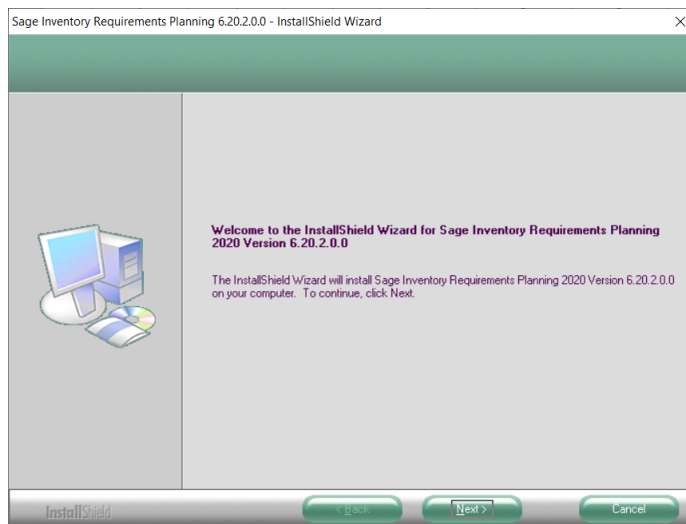 Sage Inventory Requirements Planning 6.20.2.0.0 - InstallShield Wizard
Welcome to the InstallShield Wizard for Sage Inventory Requirements Planning
2020 Version 6.20.2.0.0
The InstallShield Wizard will install Sage Inventory Requirements Planning 2020 Version 6.20.2.0.0
on your computer. To continue, click Next.
InstallShield
< Back
Next >
Cancel